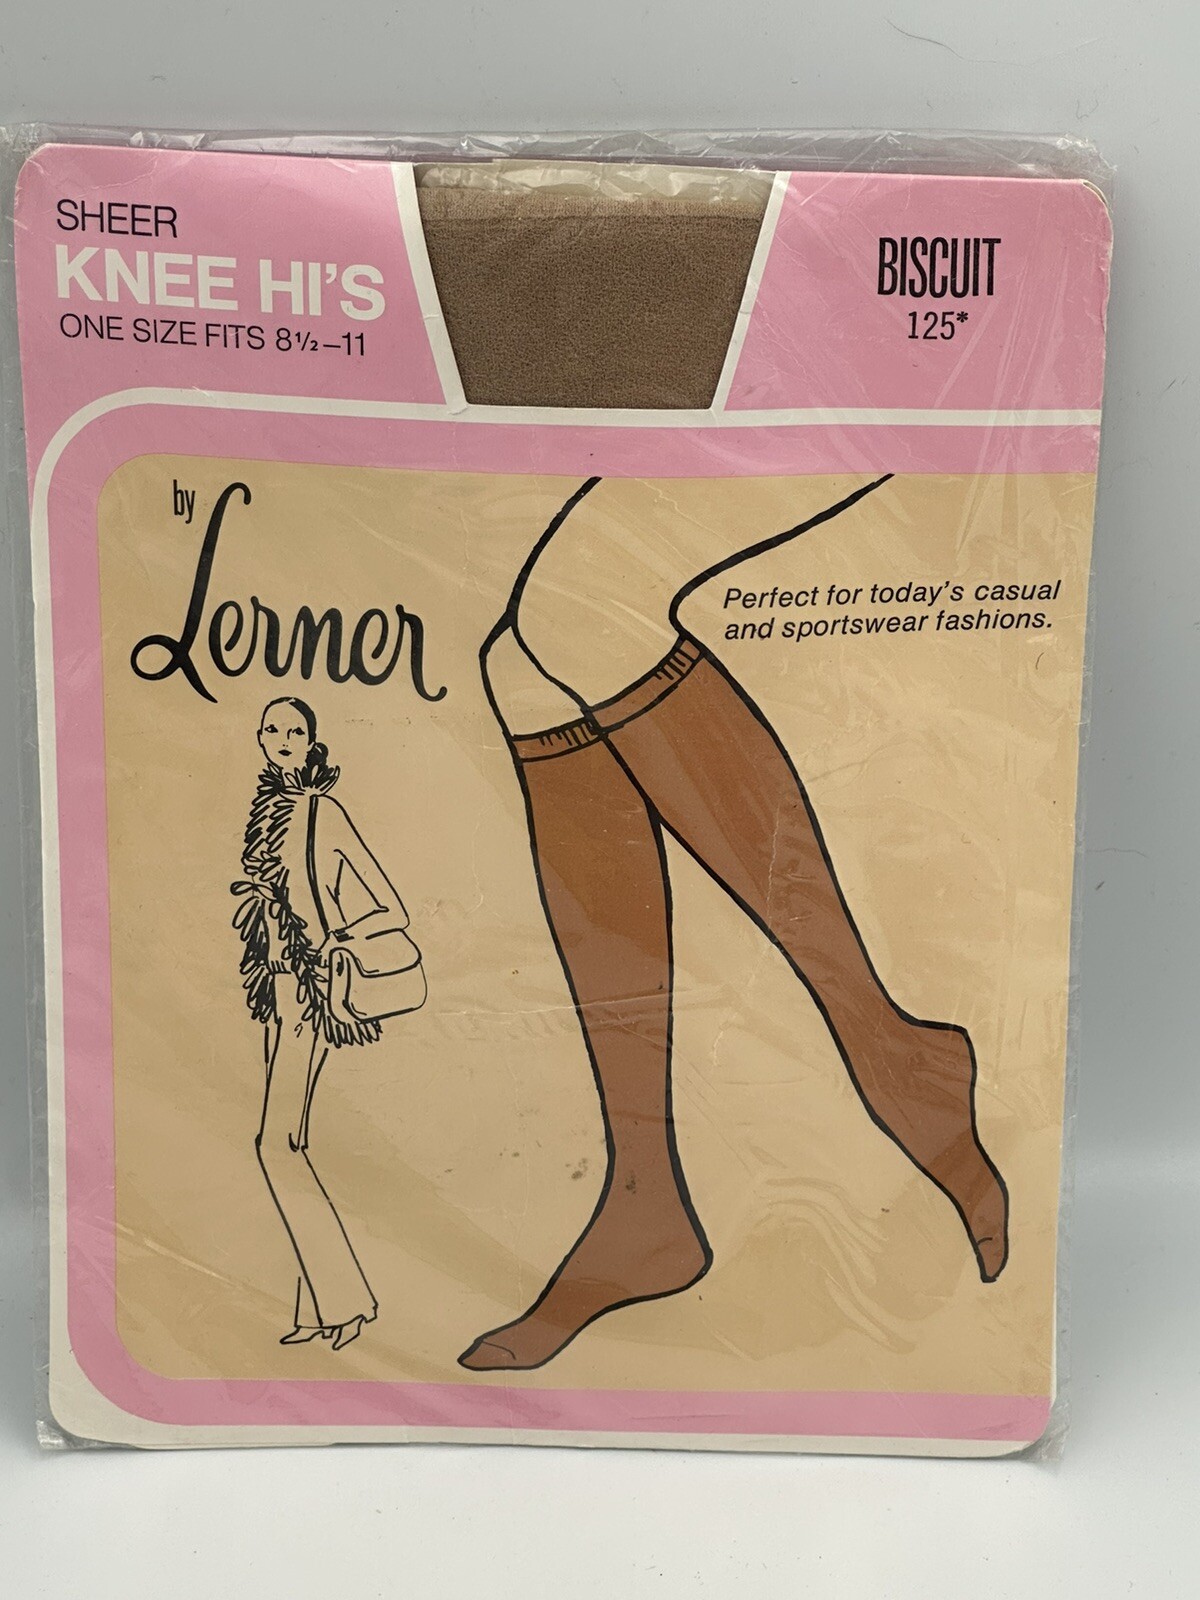 SHEER
KNEE HI'S
ONE SIZE FITS 8½–11
BISCUIT
125*
by
Lerner
Perfect for today's casual
and sportswear fashions.